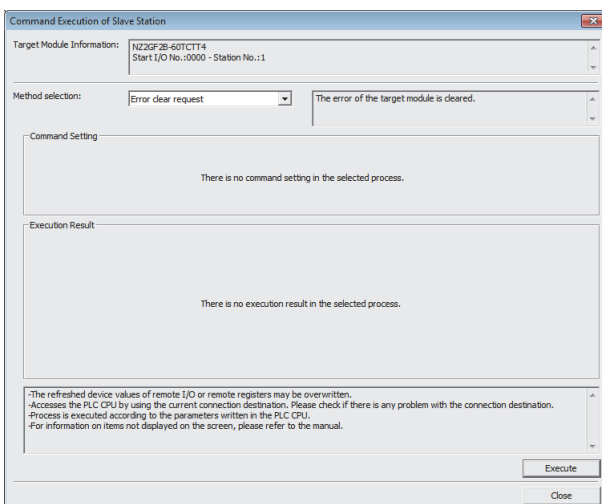 Command Execution of Slave Station
Target Module Information:
NZ2GF2B-60TCTT4
Start I/O No.:0000 - Station No.:1
Method selection:
Error clear request
The error of the target module is cleared.
Command Setting
There is no command setting in the selected process.
Execution Result
There is no execution result in the selected process.
-The refreshed device values of remote I/O or remote registers may be overwritten.
-Accesses the PLC CPU by using the current connection destination. Please check if there is any problem with the connection destination.
-Process is executed according to the parameters written in the PLC CPU.
-For information on items not displayed on the screen, please refer to the manual.
Execute
Close